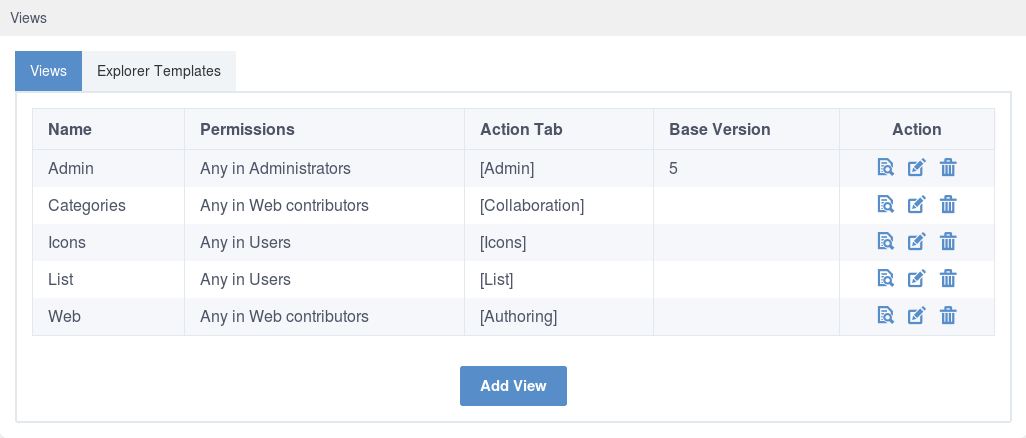 Views
Views Explorer Templates
Name Permissions Action Tab Base Version Action
Admin Any in Administrators [Admin] 5
Categories Any in Web contributors [Collaboration]
Icons Any in Users [Icons]
List Any in Users [List]
Web Any in Web contributors [Authoring]
Add View